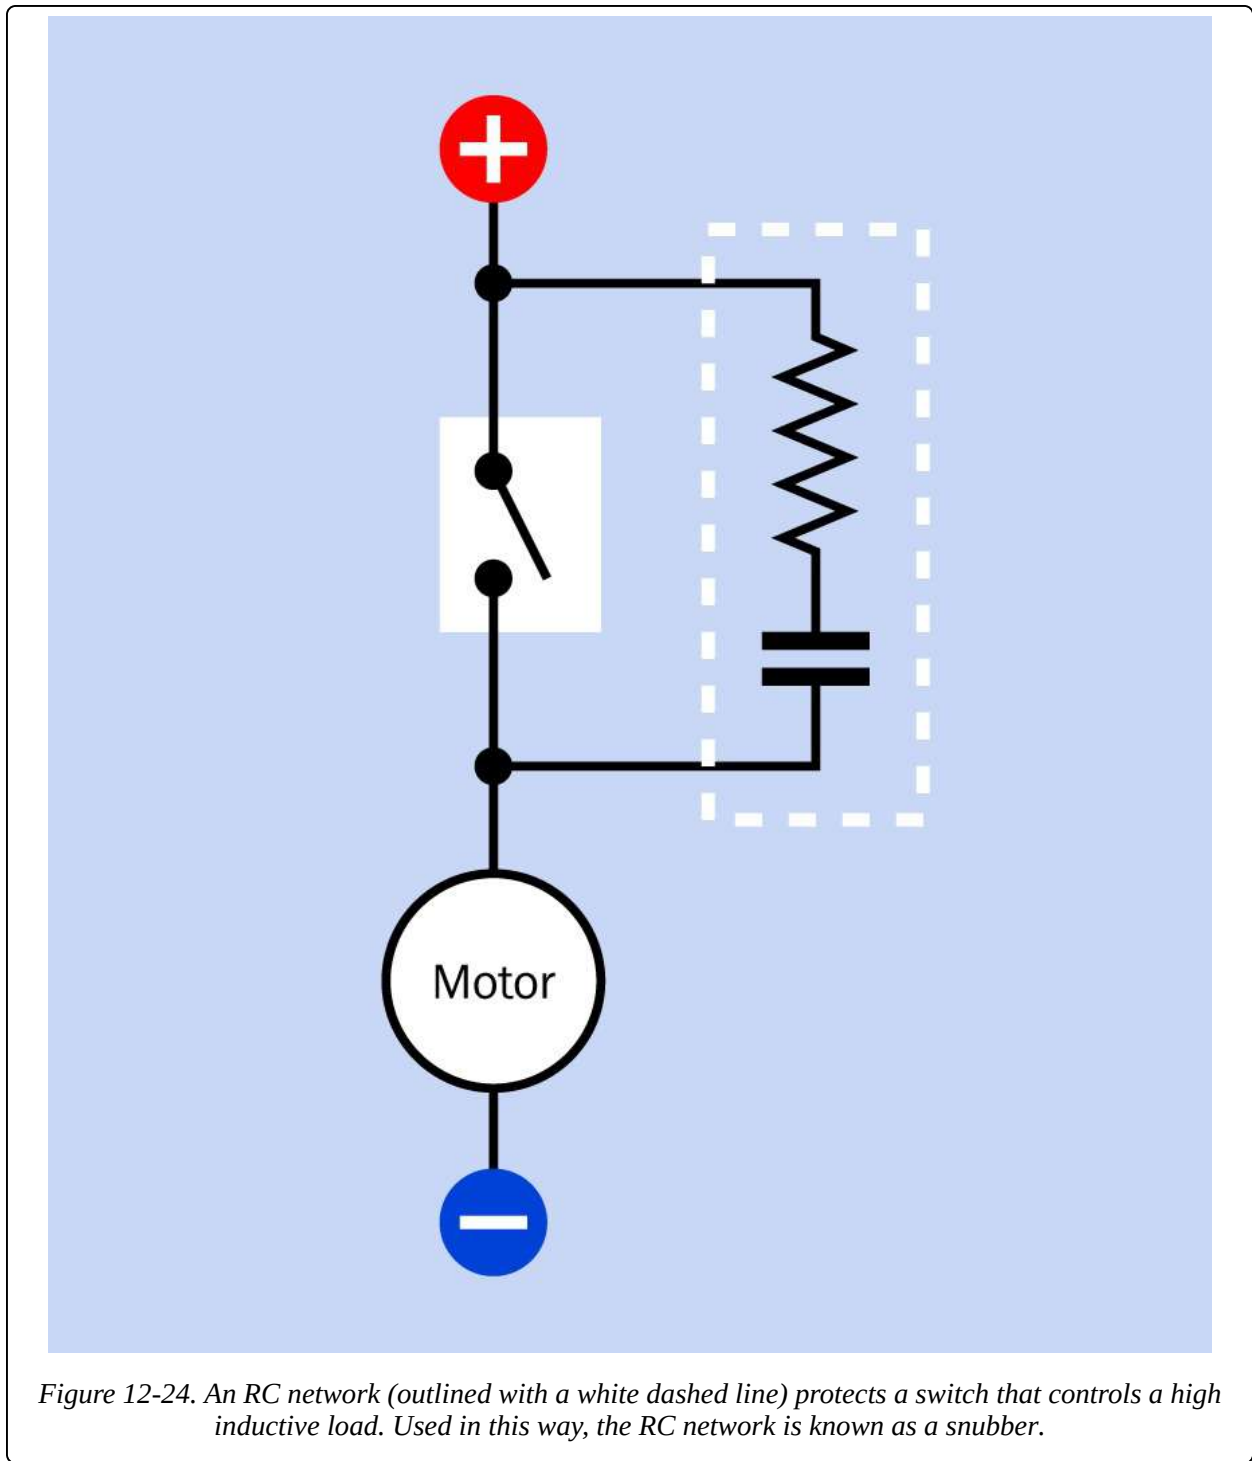 Motor
Figure 12-24. An RC network (outlined with a white dashed line) protects a switch that controls a high
inductive load. Used in this way, the RC network is known as a snubber.